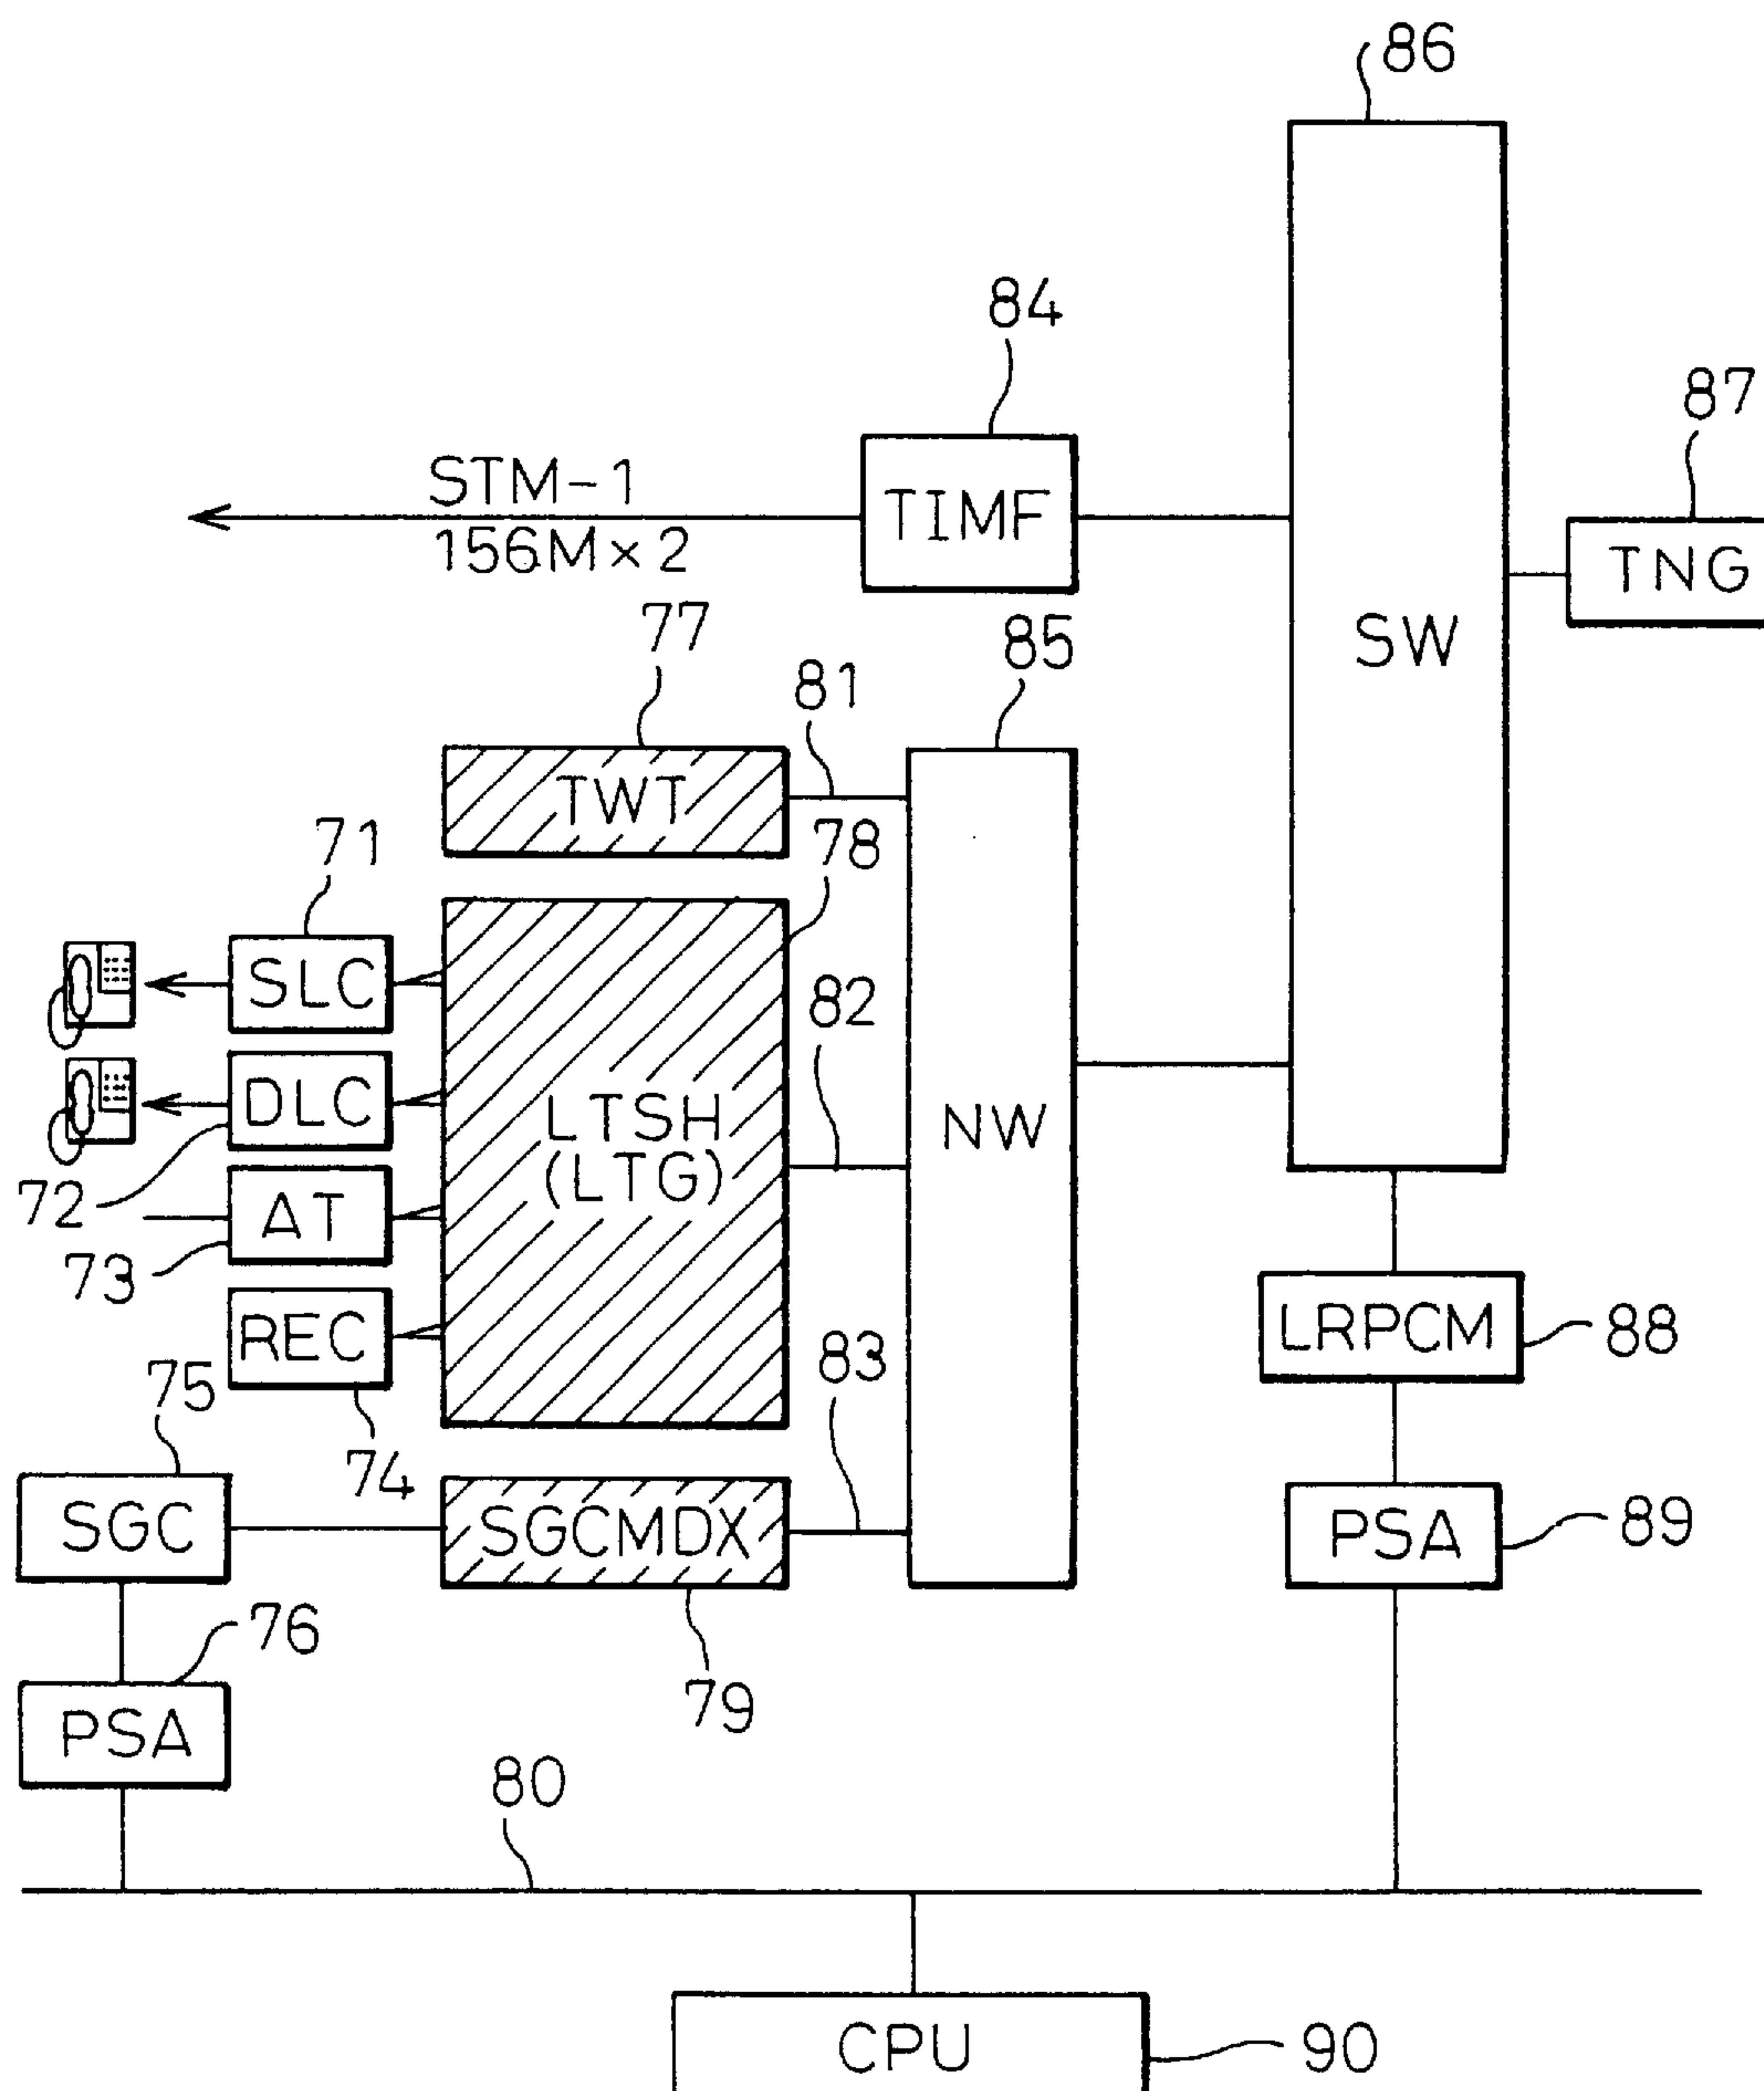 86
84
87
STM-1
TIMF
TNG
156M×2
SW
77
85
81
TWT
78
71
SLC
82
DLC
LTSH
(LTG)
NW
72
AT
73
REC
LRPCM
88
83
75
74
SGC
SGCMDX
PSA
89
76
79
PSA
80
CPU
90